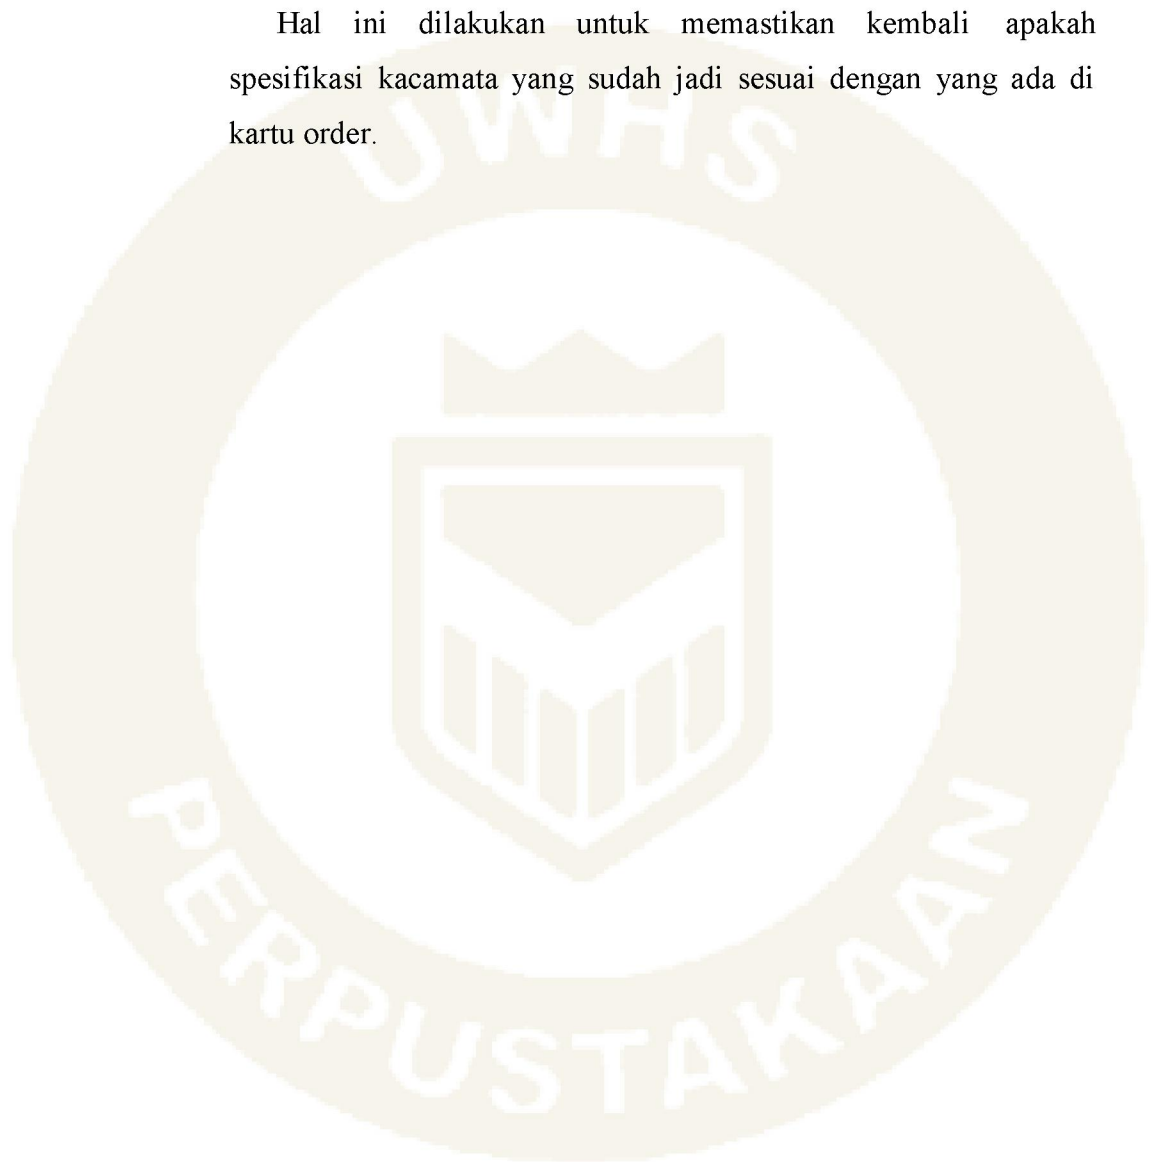 Hal ini dilakukan untuk memastikan kembali apakah
spesifikasi kacamata yang sudah jadi sesuai dengan yang ada di
kartu order.
UWHS
PERPUSTAKAAN